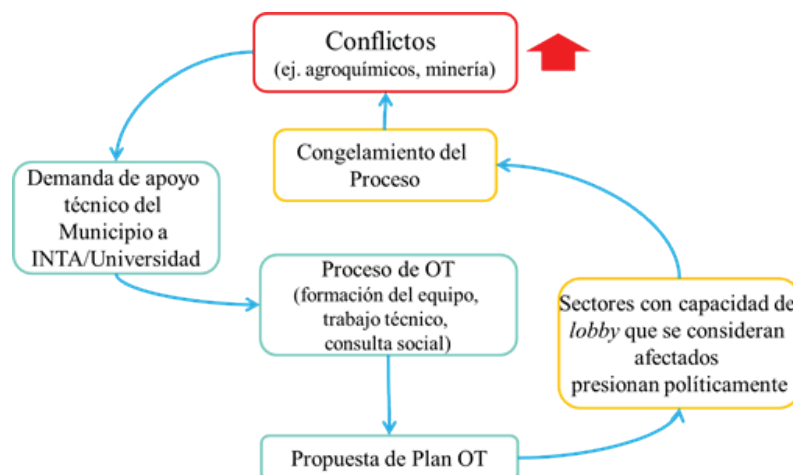 Conflictos
(ej. agroquímicos, minería)
Congelamiento del
Proceso
Demanda de apoyo
técnico del
Municipio a
INTA/Universidad
Proceso de OT
(formación del equipo,
trabajo técnico,
consulta social)
Sectores con capacidad de
lobby que se consideran
afectados
presionan políticamente
Propuesta de Plan OT